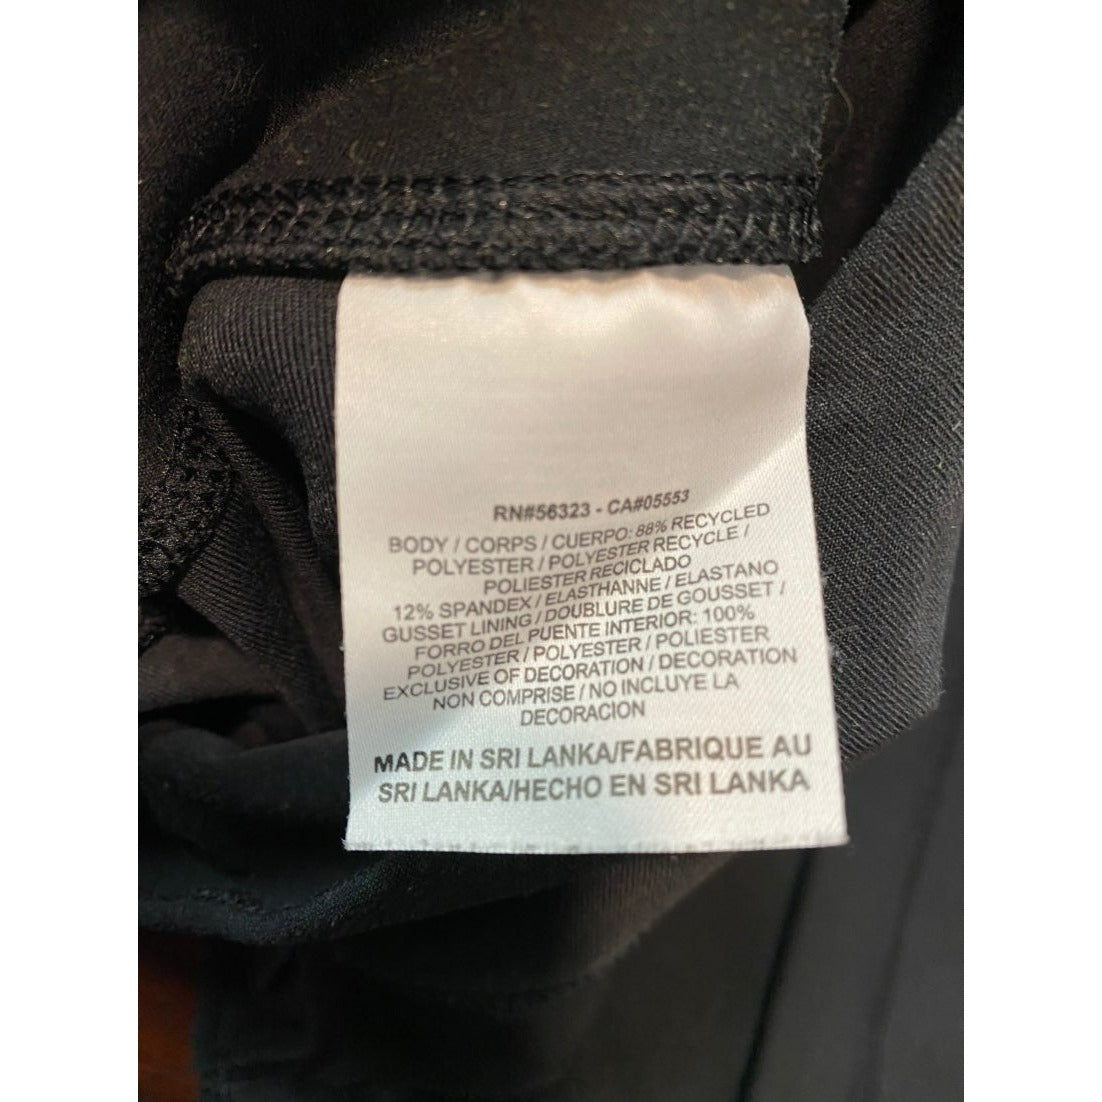 RN#56323 - CA#05553
BODY / CORPS / CUERPO: 88% RECYCLED
POLYESTER / POLYESTER RECYCLE /
POLIESTER RECICLADO
12% SPANDEX / ELASTHANNE / ELASTANO
GUSSET LINING / DOUBLURE DE GOUSSET /
FORRO DEL PUENTE INTERIOR: 100%
POLYESTER / POLYESTER / POLIESTER
EXCLUSIVE OF DECORATION / DECORATION
NON COMPRISE / NO INCLUYE LA
DECORACION
MADE IN SRI LANKA/FABRIQUE AU
SRI LANKA/HECHO EN SRI LANKA